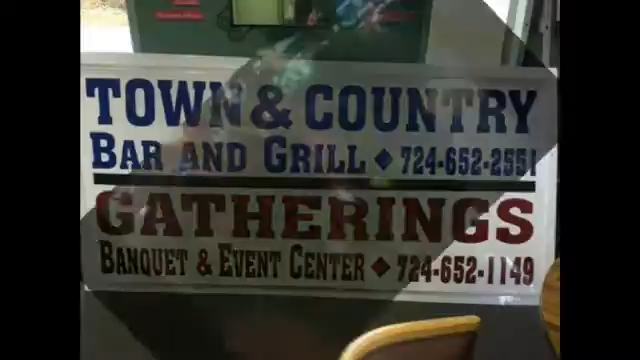 TOWN & COUNTRY
BAR AND GRILL ◆ 724-652-2551
GATHERINGS
BANQUET & EVENT CENTER ◆ 724-652-1149